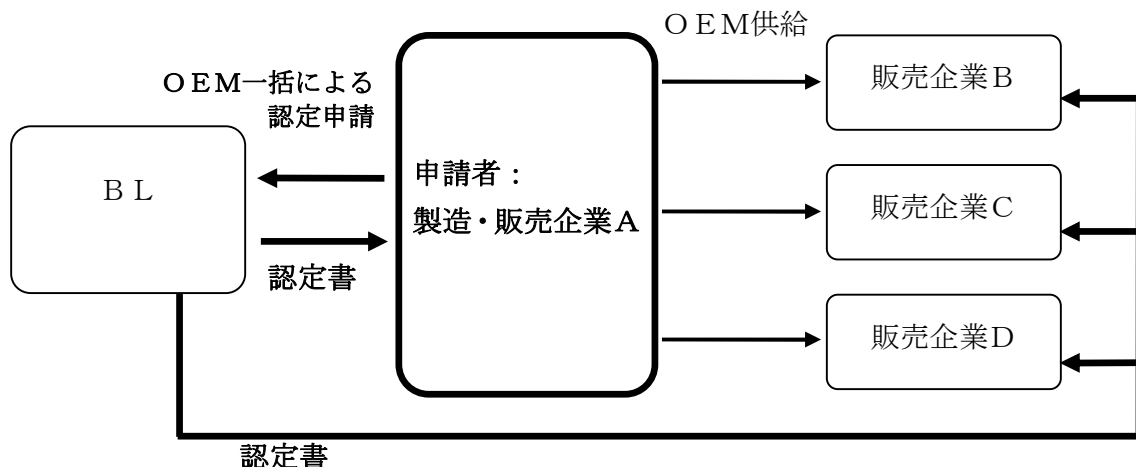 ＯＥＭ供給
ＯＥＭ一括による
認定申請
ＢＬ
認定書
申請者：
製造・販売企業Ａ
販売企業Ｂ
販売企業Ｃ
販売企業Ｄ
認定書